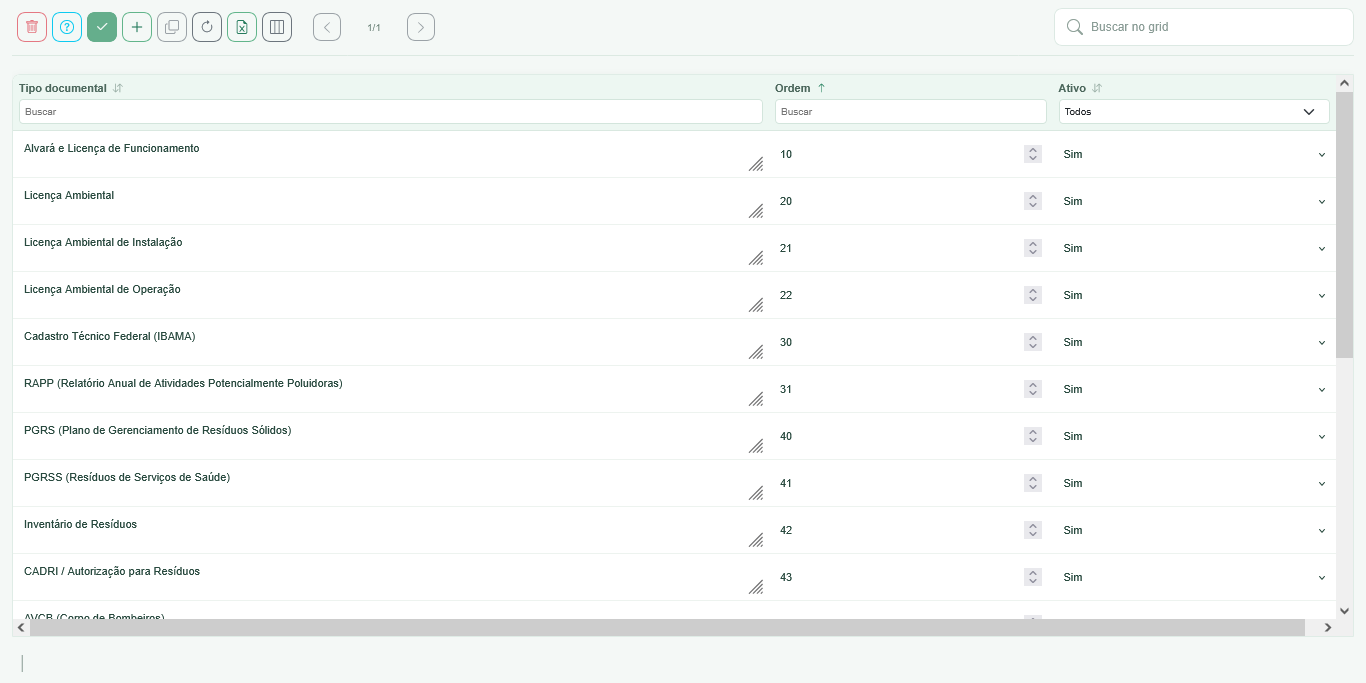 1/1
Buscar no grid
Tipo documental Ordem Ativo
Buscar Buscar Todos
Alvará e Licença de Funcionamento 10 Sim
Licença Ambiental 20 Sim
Licença Ambiental de Instalação 21 Sim
Licença Ambiental de Operação 22 Sim
Cadastro Técnico Federal (IBAMA) 30 Sim
RAPP (Relatório Anual de Atividades Potencialmente Poluidoras) 31 Sim
PGRS (Plano de Gerenciamento de Resíduos Sólidos) 40 Sim
PGRSS (Resíduos de Serviços de Saúde) 41 Sim
Inventário de Resíduos 42 Sim
CADRI / Autorização para Resíduos 43 Sim
AVCB (Corpo de Bombeiros)